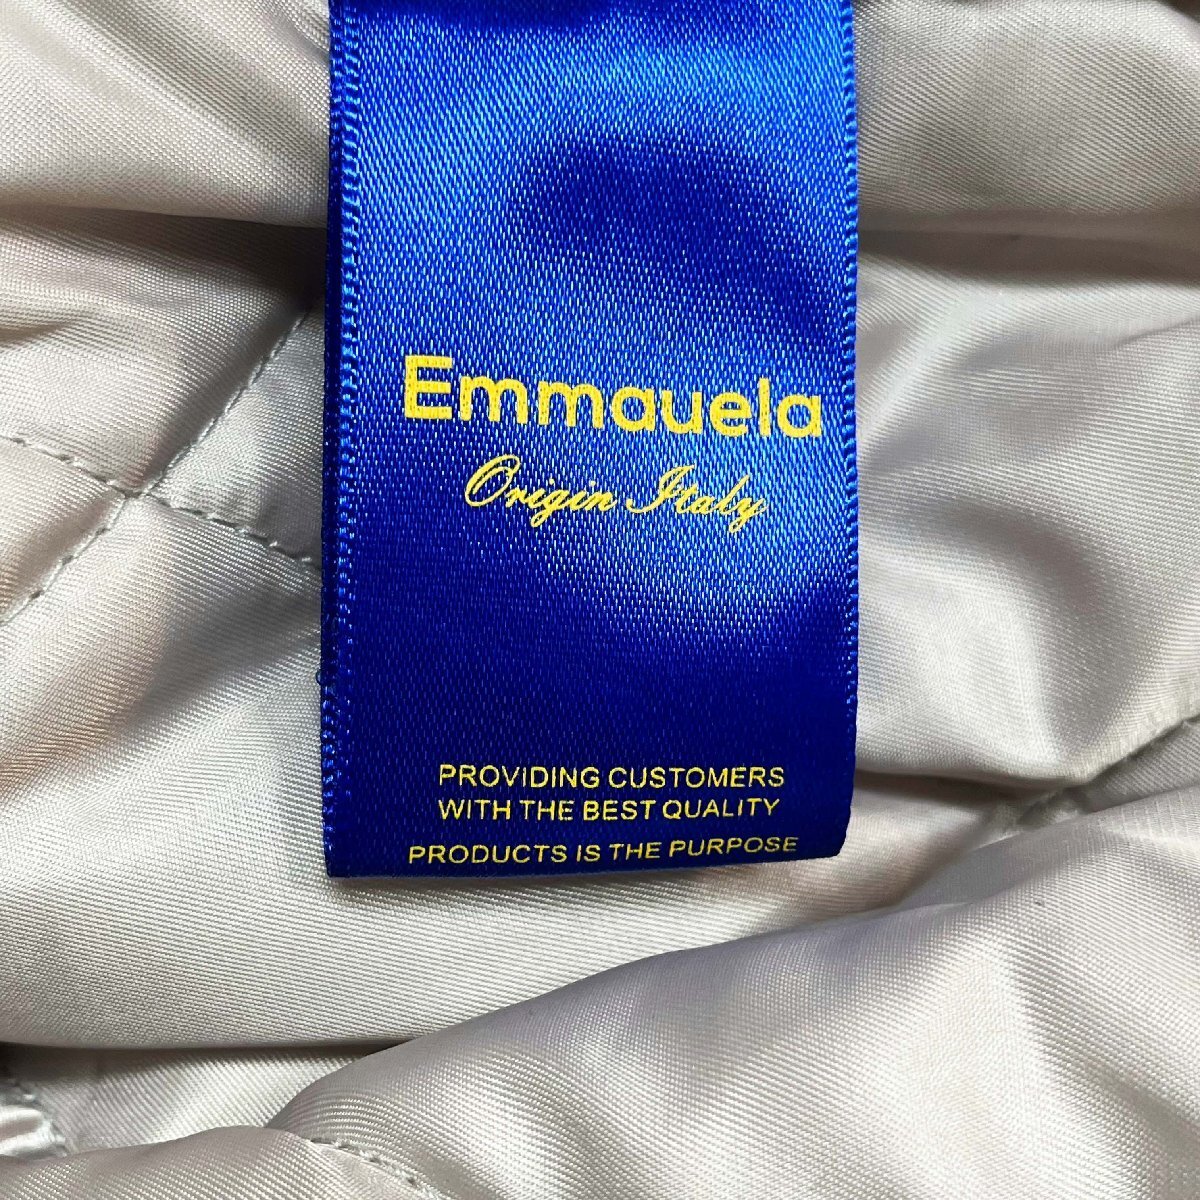 Emmauela
Origin Italy
PROVIDING CUSTOMERS
WITH THE BEST QUALITY
PRODUCTS IS THE PURPOSE